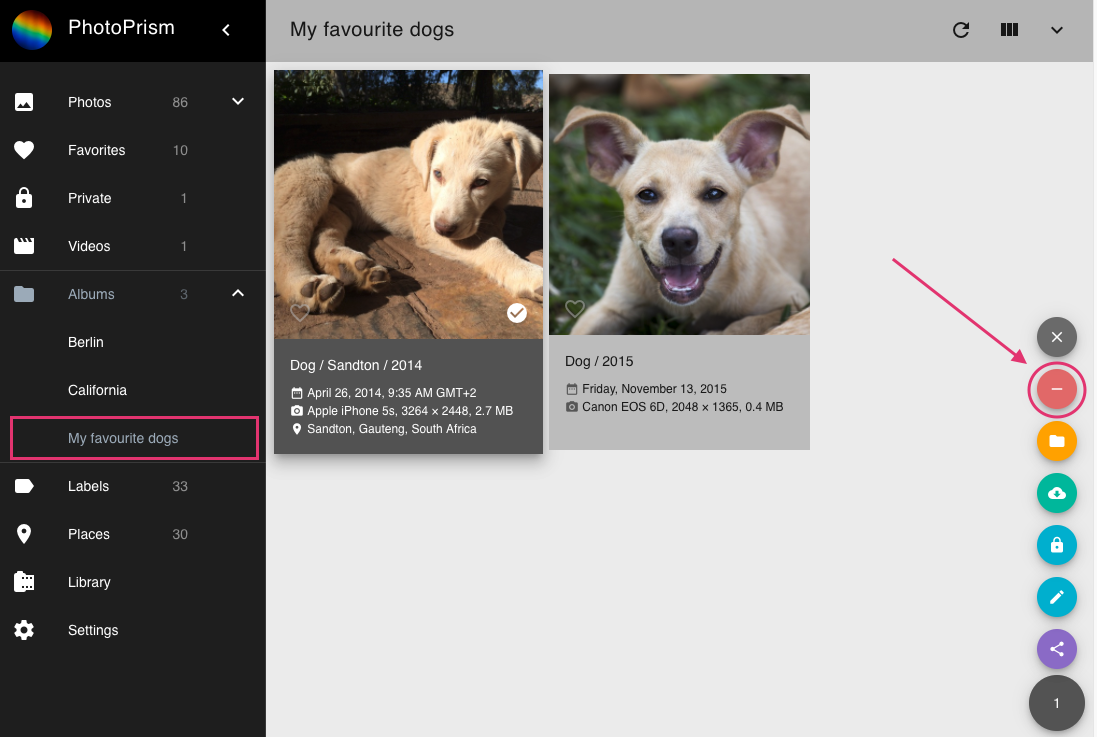 PhotoPrism
My favourite dogs
Photos 86
Favorites 10
Private 1
Videos 1
Albums 3
Berlin
California
My favourite dogs
Labels 33
Places 30
Library
Settings
Dog / Sandton / 2014
April 26, 2014, 9:35 AM GMT+2
Apple iPhone 5s, 3264 × 2448, 2.7 MB
Sandton, Gauteng, South Africa
Dog / 2015
Friday, November 13, 2015
Canon EOS 6D, 2048 × 1365, 0.4 MB
1